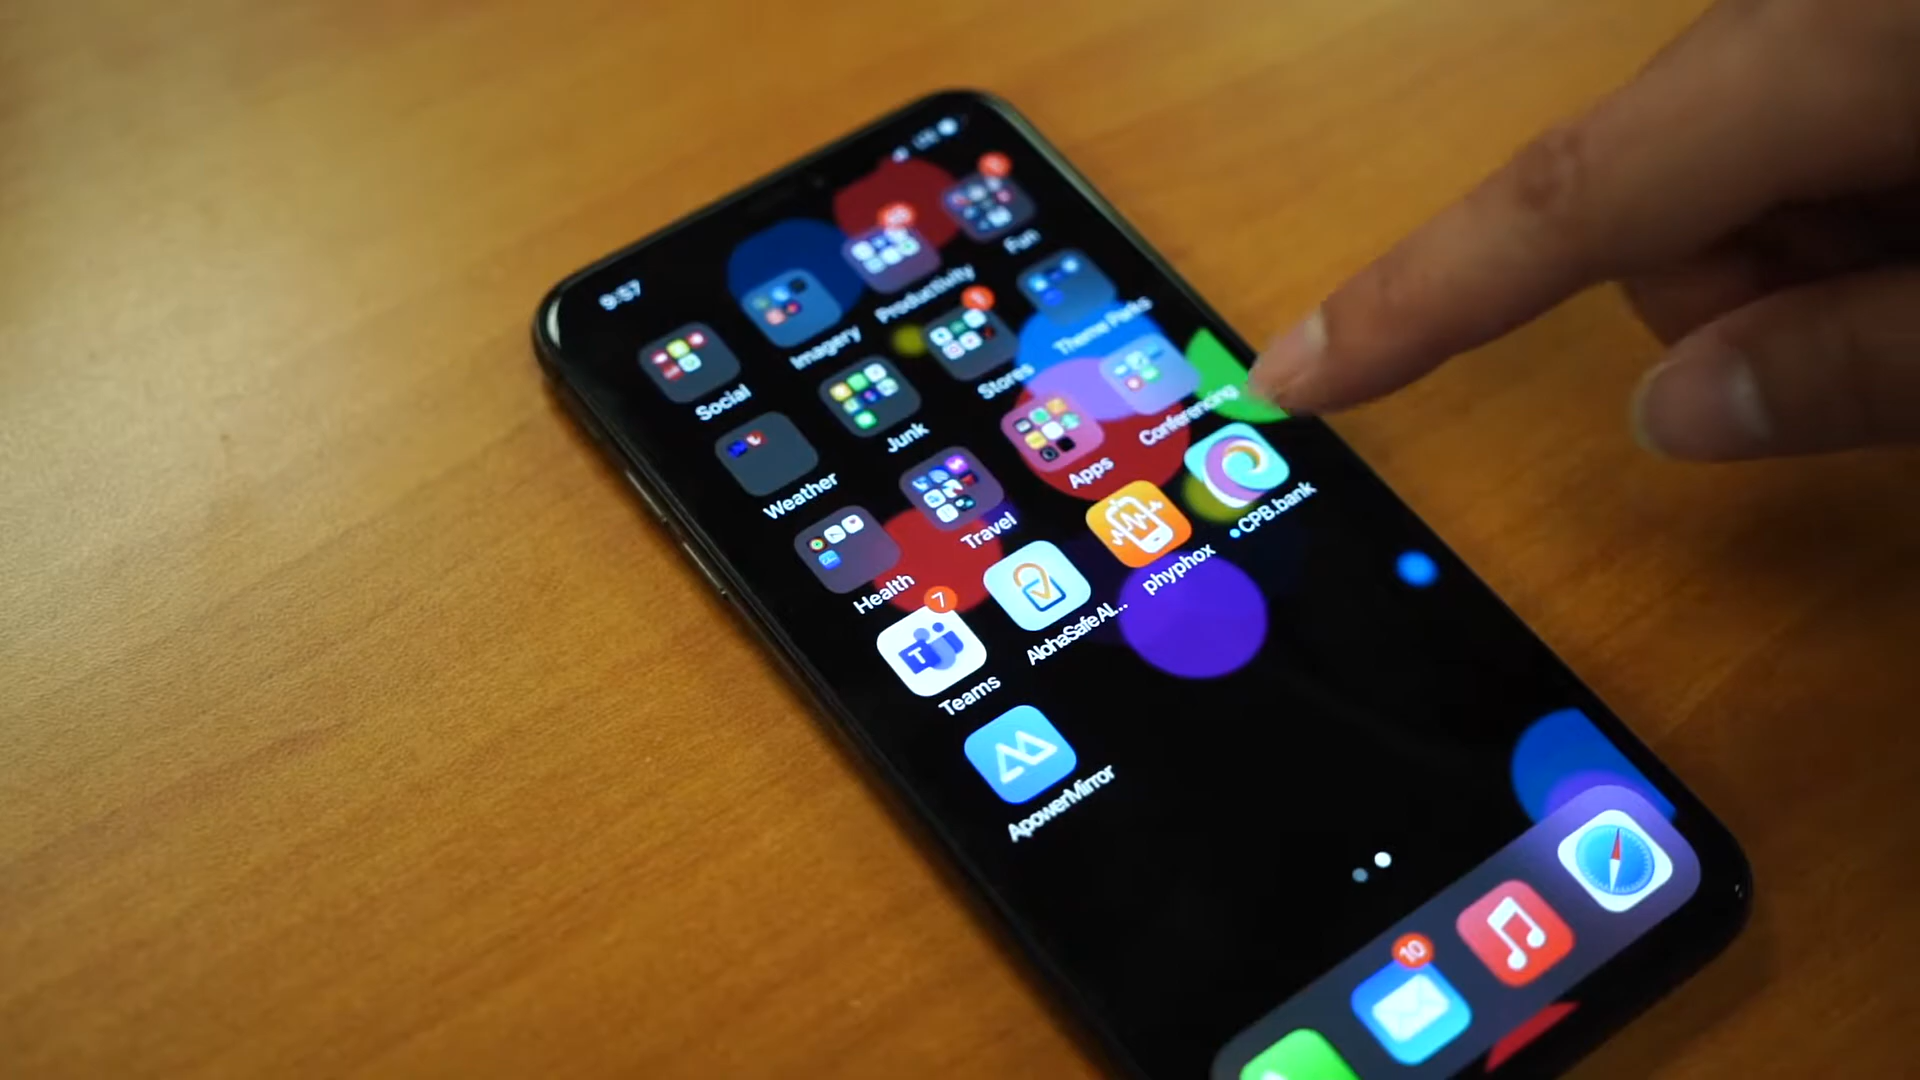 9:57
Social
Imagery
Productivity
Fun
Weather
Junk
Stores
1
Theme Parks
Health
Travel
Apps
Conferencing
7
T
Teams
AlohaSafe Al...
phyphox
CPB.bank
ApowerMirror
10